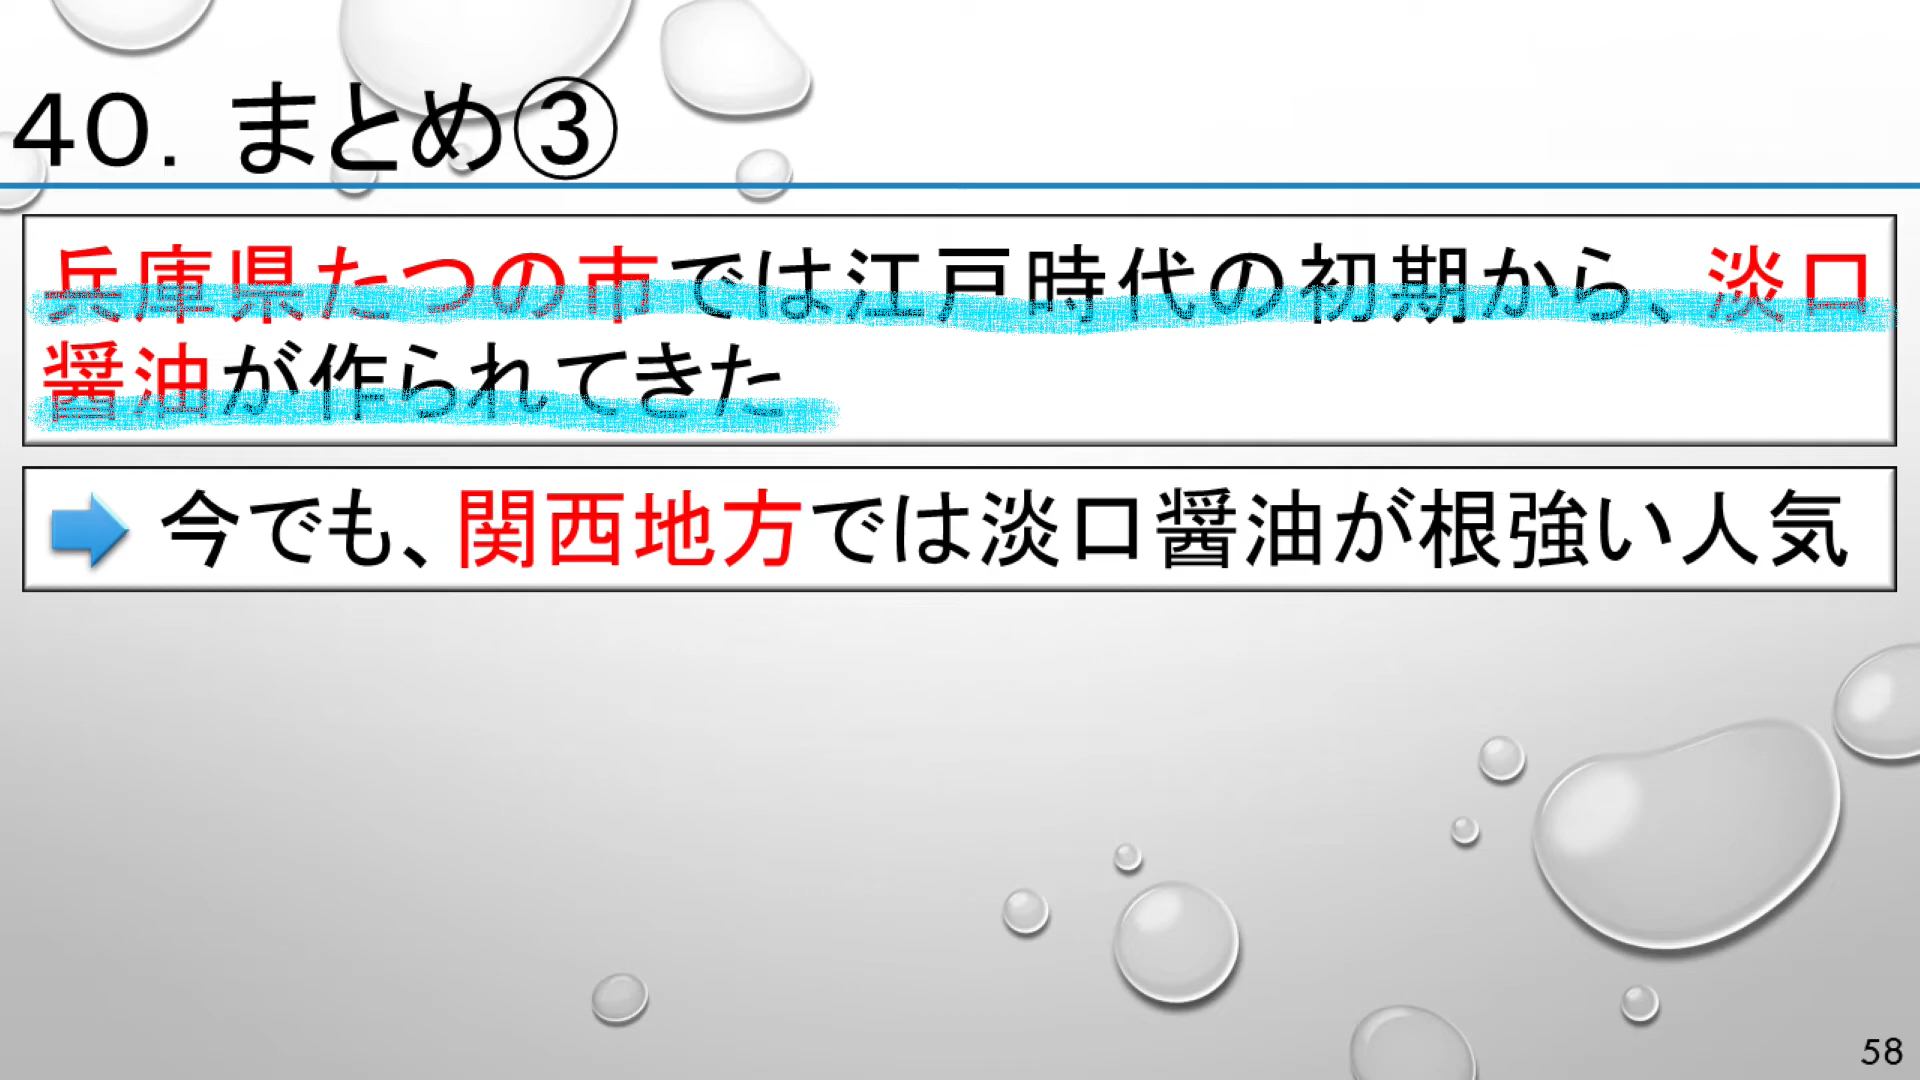 40. まとめ③
兵庫県たつの市では江戸時代の初期から、淡口
醤油が作られてきた
今でも、関西地方では淡口醤油が根強い人気
58